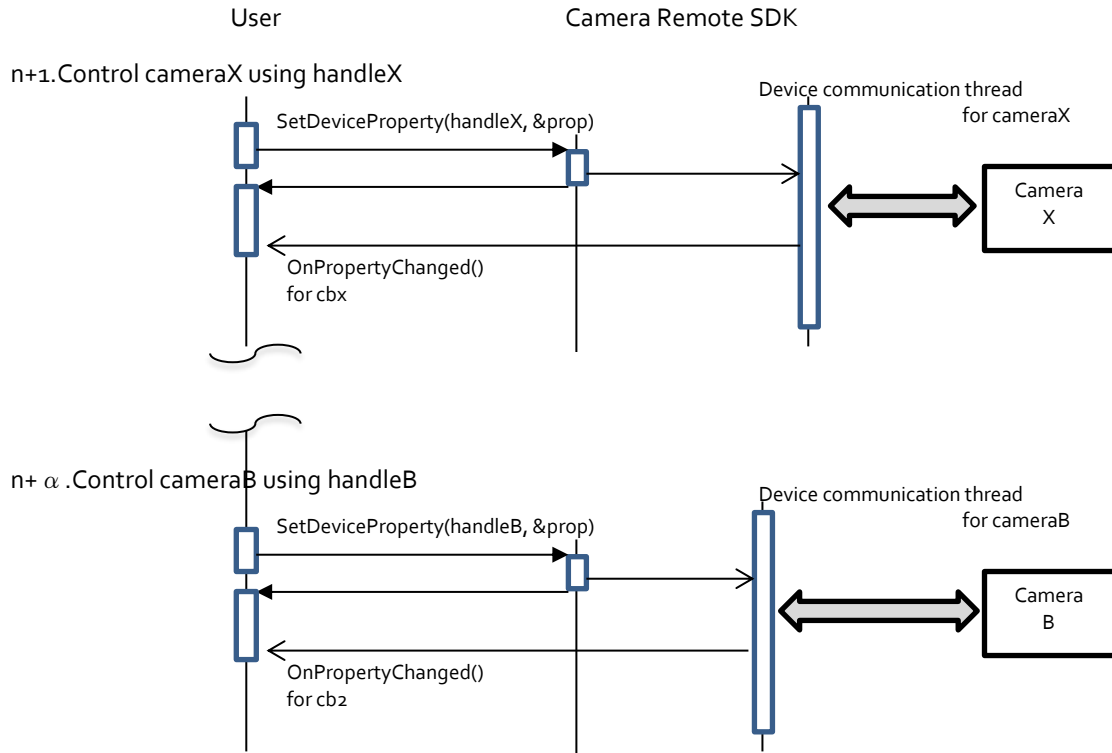 User
Camera Remote SDK
n+1.Control cameraX using handleX
Device communication thread
for cameraX
SetDeviceProperty(handleX, &prop)
Camera
X
OnPropertyChanged()
for cbx
n+ α .Control cameraB using handleB
Device communication thread
for cameraB
SetDeviceProperty(handleB, &prop)
Camera
B
OnPropertyChanged()
for cb2